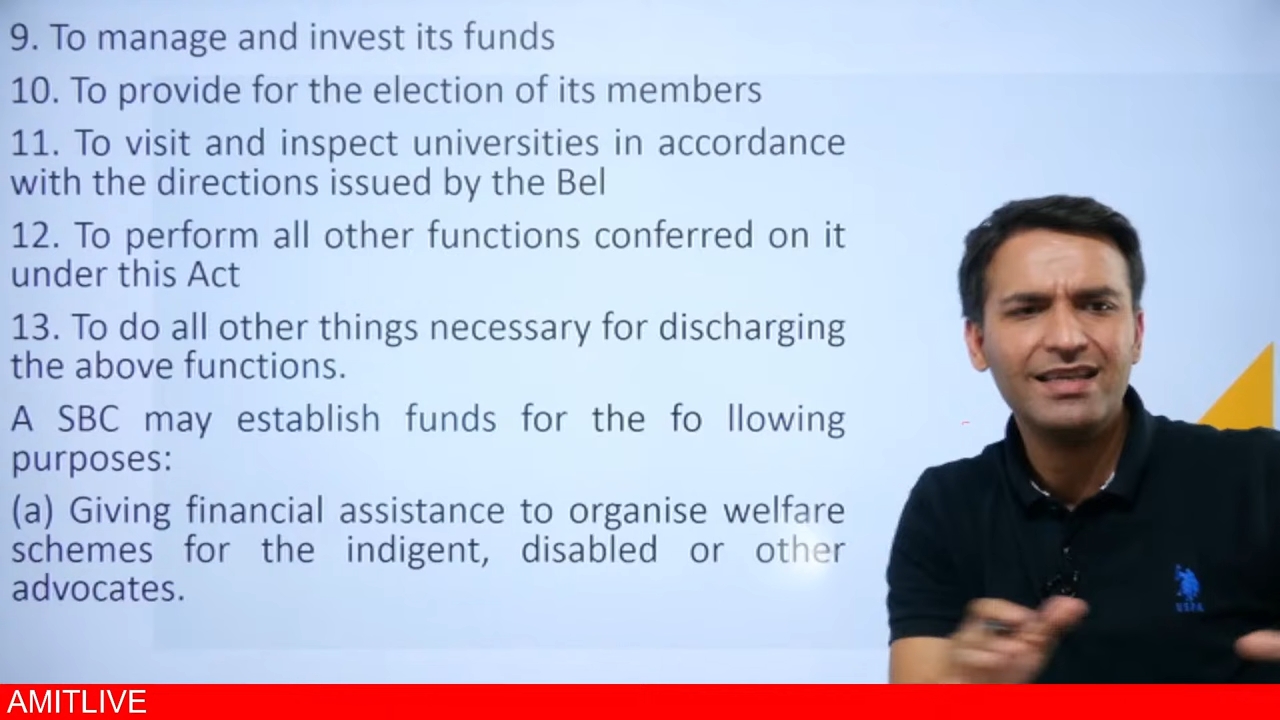 9. To manage and invest its funds
10. To provide for the election of its members
11. To visit and inspect universities in accordance
with the directions issued by the Bel
12. To perform all other functions conferred on it
under this Act
13. To do all other things necessary for discharging
the above functions.
A SBC may establish funds for the fo llowing
purposes:
(a) Giving financial assistance to organise welfare
schemes for the indigent, disabled or other
advocates.
USPA
AMITLIVE